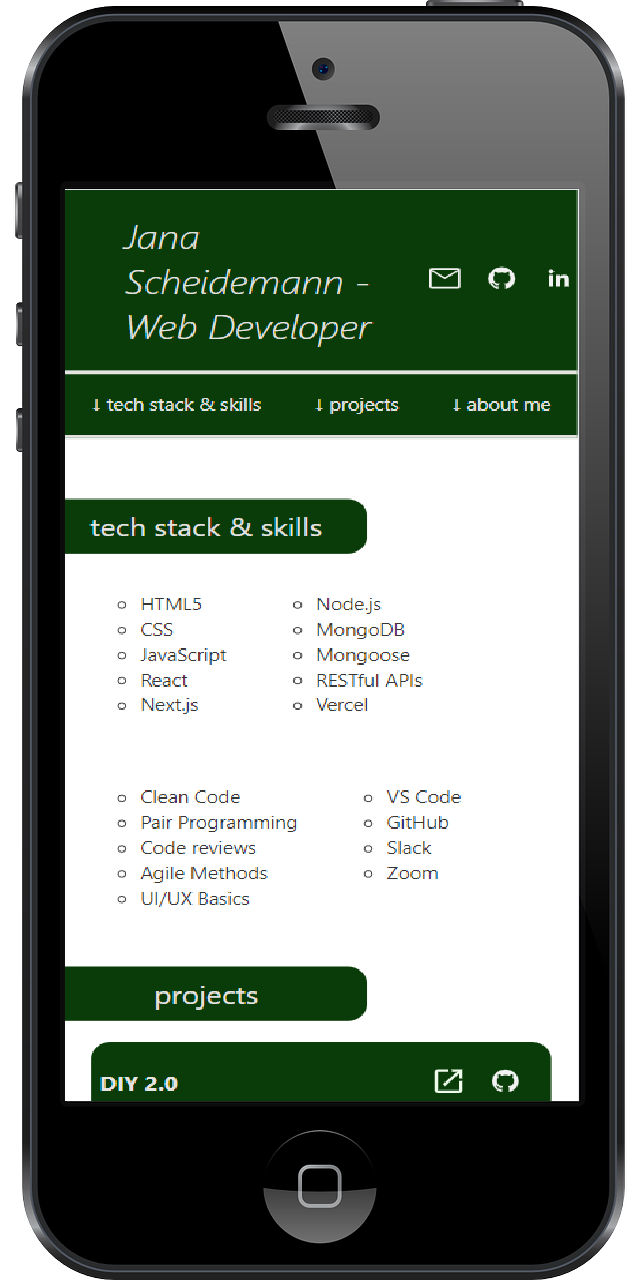 Jana
Scheidemann -
Web Developer
in
↓ tech stack & skills
↓ projects
↓ about me
tech stack & skills
HTML5
CSS
JavaScript
React
Next.js
Node.js
MongoDB
Mongoose
RESTful APIs
Vercel
Clean Code
Pair Programming
Code reviews
Agile Methods
UI/UX Basics
VS Code
GitHub
Slack
Zoom
projects
DIY 2.0